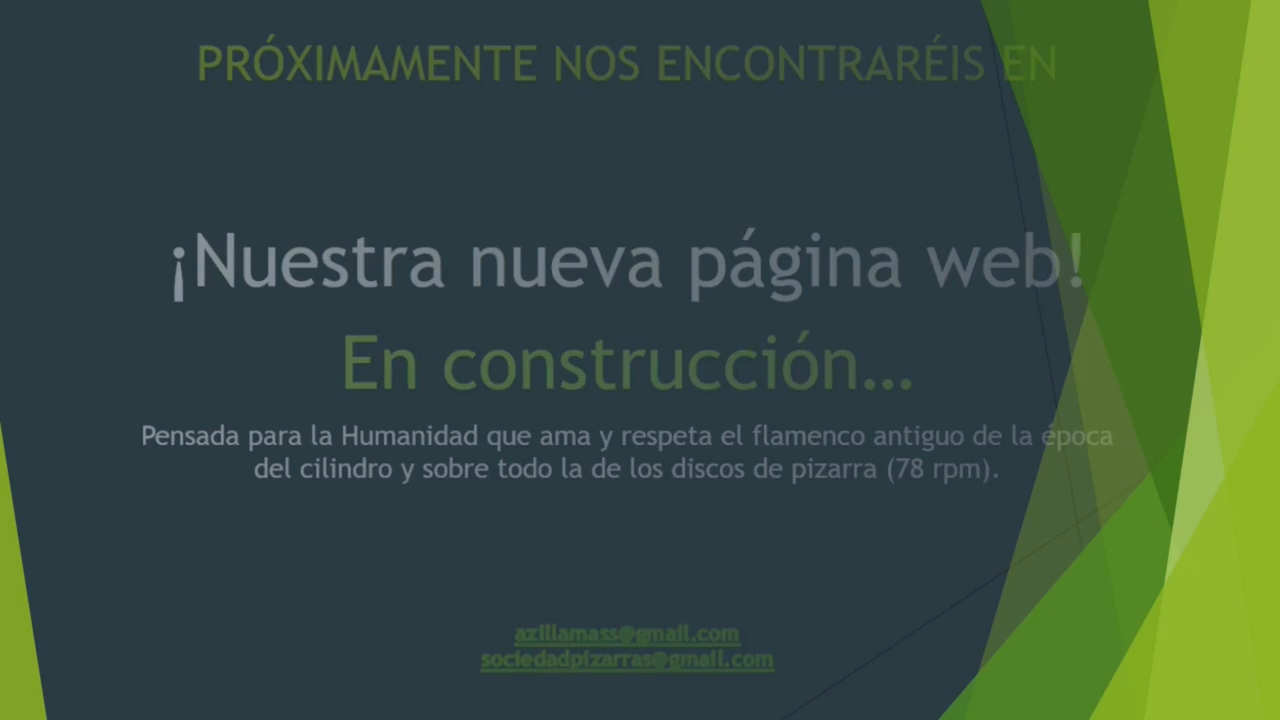 PRÓXIMAMENTE NOS ENCONTRARÉIS EN
¡Nuestra nueva página web!
En construcción...
Pensada para la Humanidad que ama y respeta el flamenco antiguo de la época
del cilindro y sobre todo la de los discos de pizarra (78 rpm).
azillamass@gmail.com
sociedadpizarras@gmail.com